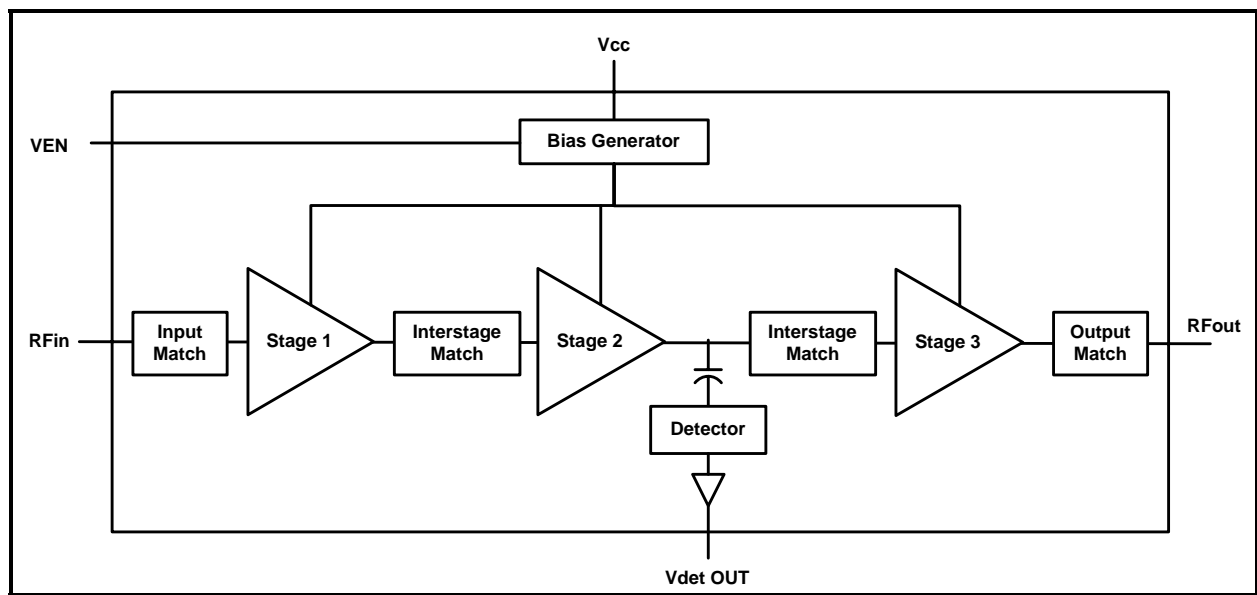 Vcc
VEN
Bias Generator
RFin
Input
Match
Stage 1
Interstage
Match
Stage 2
Interstage
Match
Stage 3
Output
Match
RFout
Detector
Vdet OUT